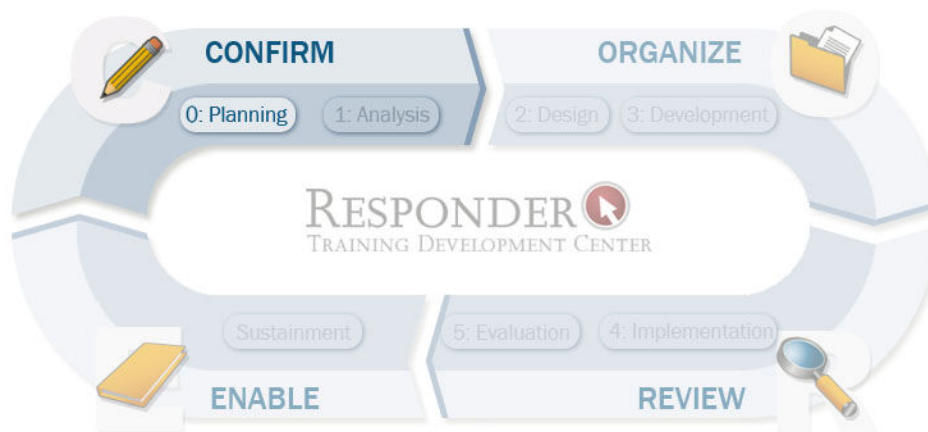 CONFIRM
ORGANIZE
0: Planning
1: Analysis
2: Design
3: Development
RESPONDER
TRAINING DEVELOPMENT CENTER
Sustainment
5: Evaluation
4: Implementation
ENABLE
REVIEW